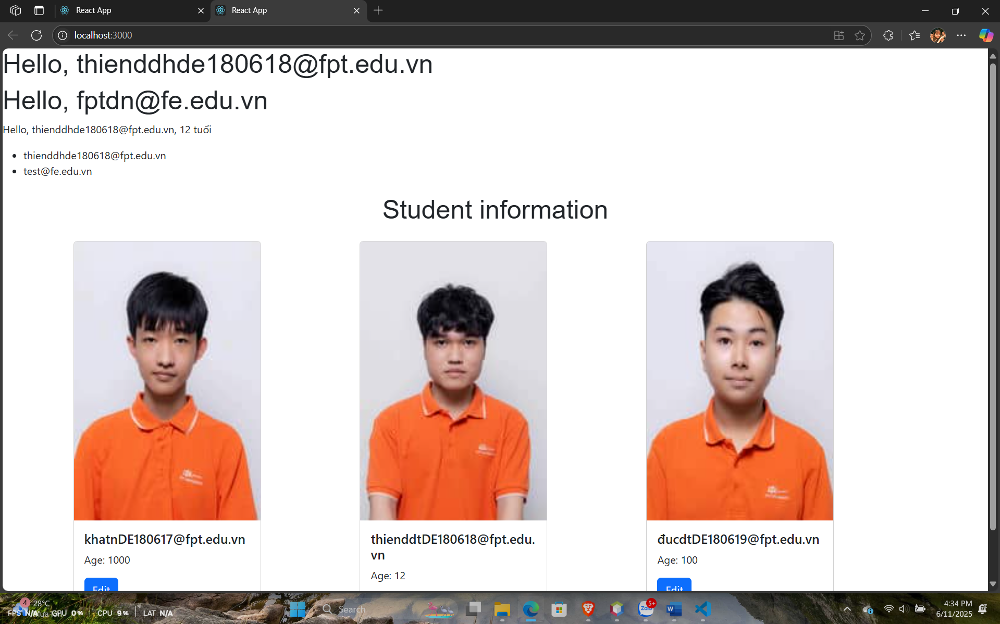 React App
React App
localhost:3000
Hello, thienddhde180618@fpt.edu.vn
Hello, fptdn@fe.edu.vn
Hello, thienddhde180618@fpt.edu.vn, 12 tuổi
thienddhde180618@fpt.edu.vn
test@fe.edu.vn
Student information
khatnDE180617@fpt.edu.vn
Age: 1000
Edit
thienddtDE180618@fpt.edu.
vn
Age: 12
đucdtDE180619@fpt.edu.vn
Age: 100
Edit
4
28°C
FPS N/A GPU 0% CPU 9% LAT N/A
Search
Zalo
5+
W
4:34 PM
6/11/2025